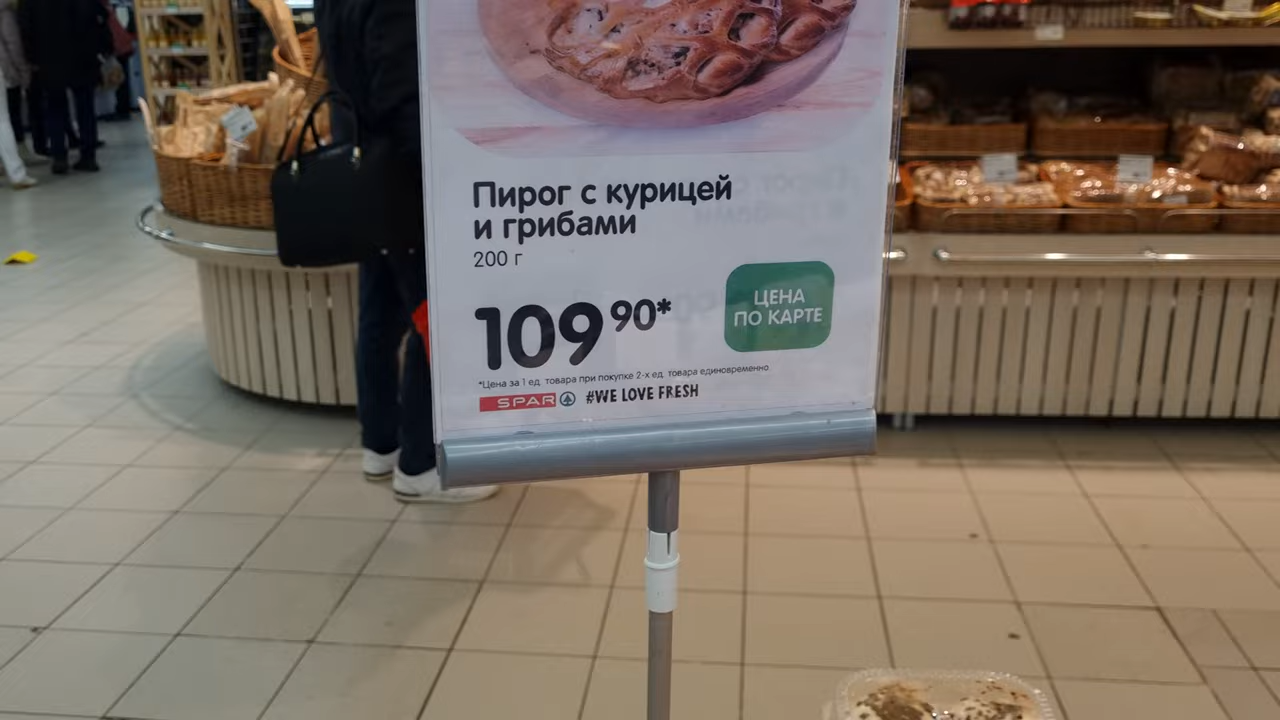 Пирог с курицей
и грибами
200 г
109 90*
ЦЕНА
ПО КАРТЕ
*Цена за 1 ед. товара при покупке 2-х ед. товара единовременно
SPAR #WE LOVE FRESH